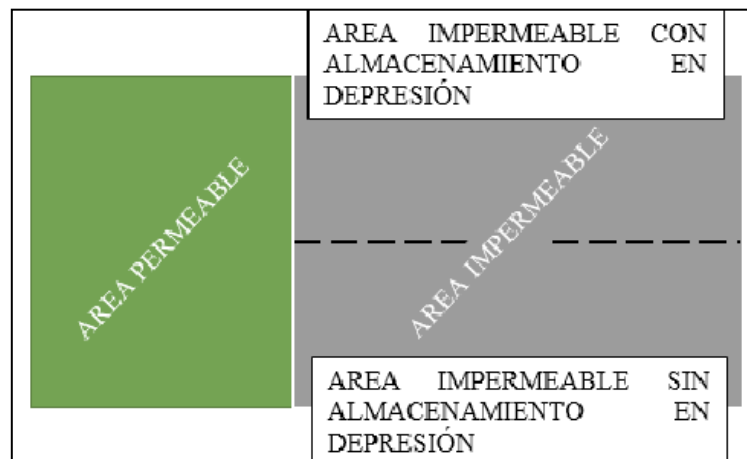 AREA IMPERMEABLE CON
ALMACENAMIENTO EN
DEPRESIÓN
AREA PERMEABLE
AREA IMPERMEABLE
AREA IMPERMEABLE SIN
ALMACENAMIENTO EN
DEPRESIÓN